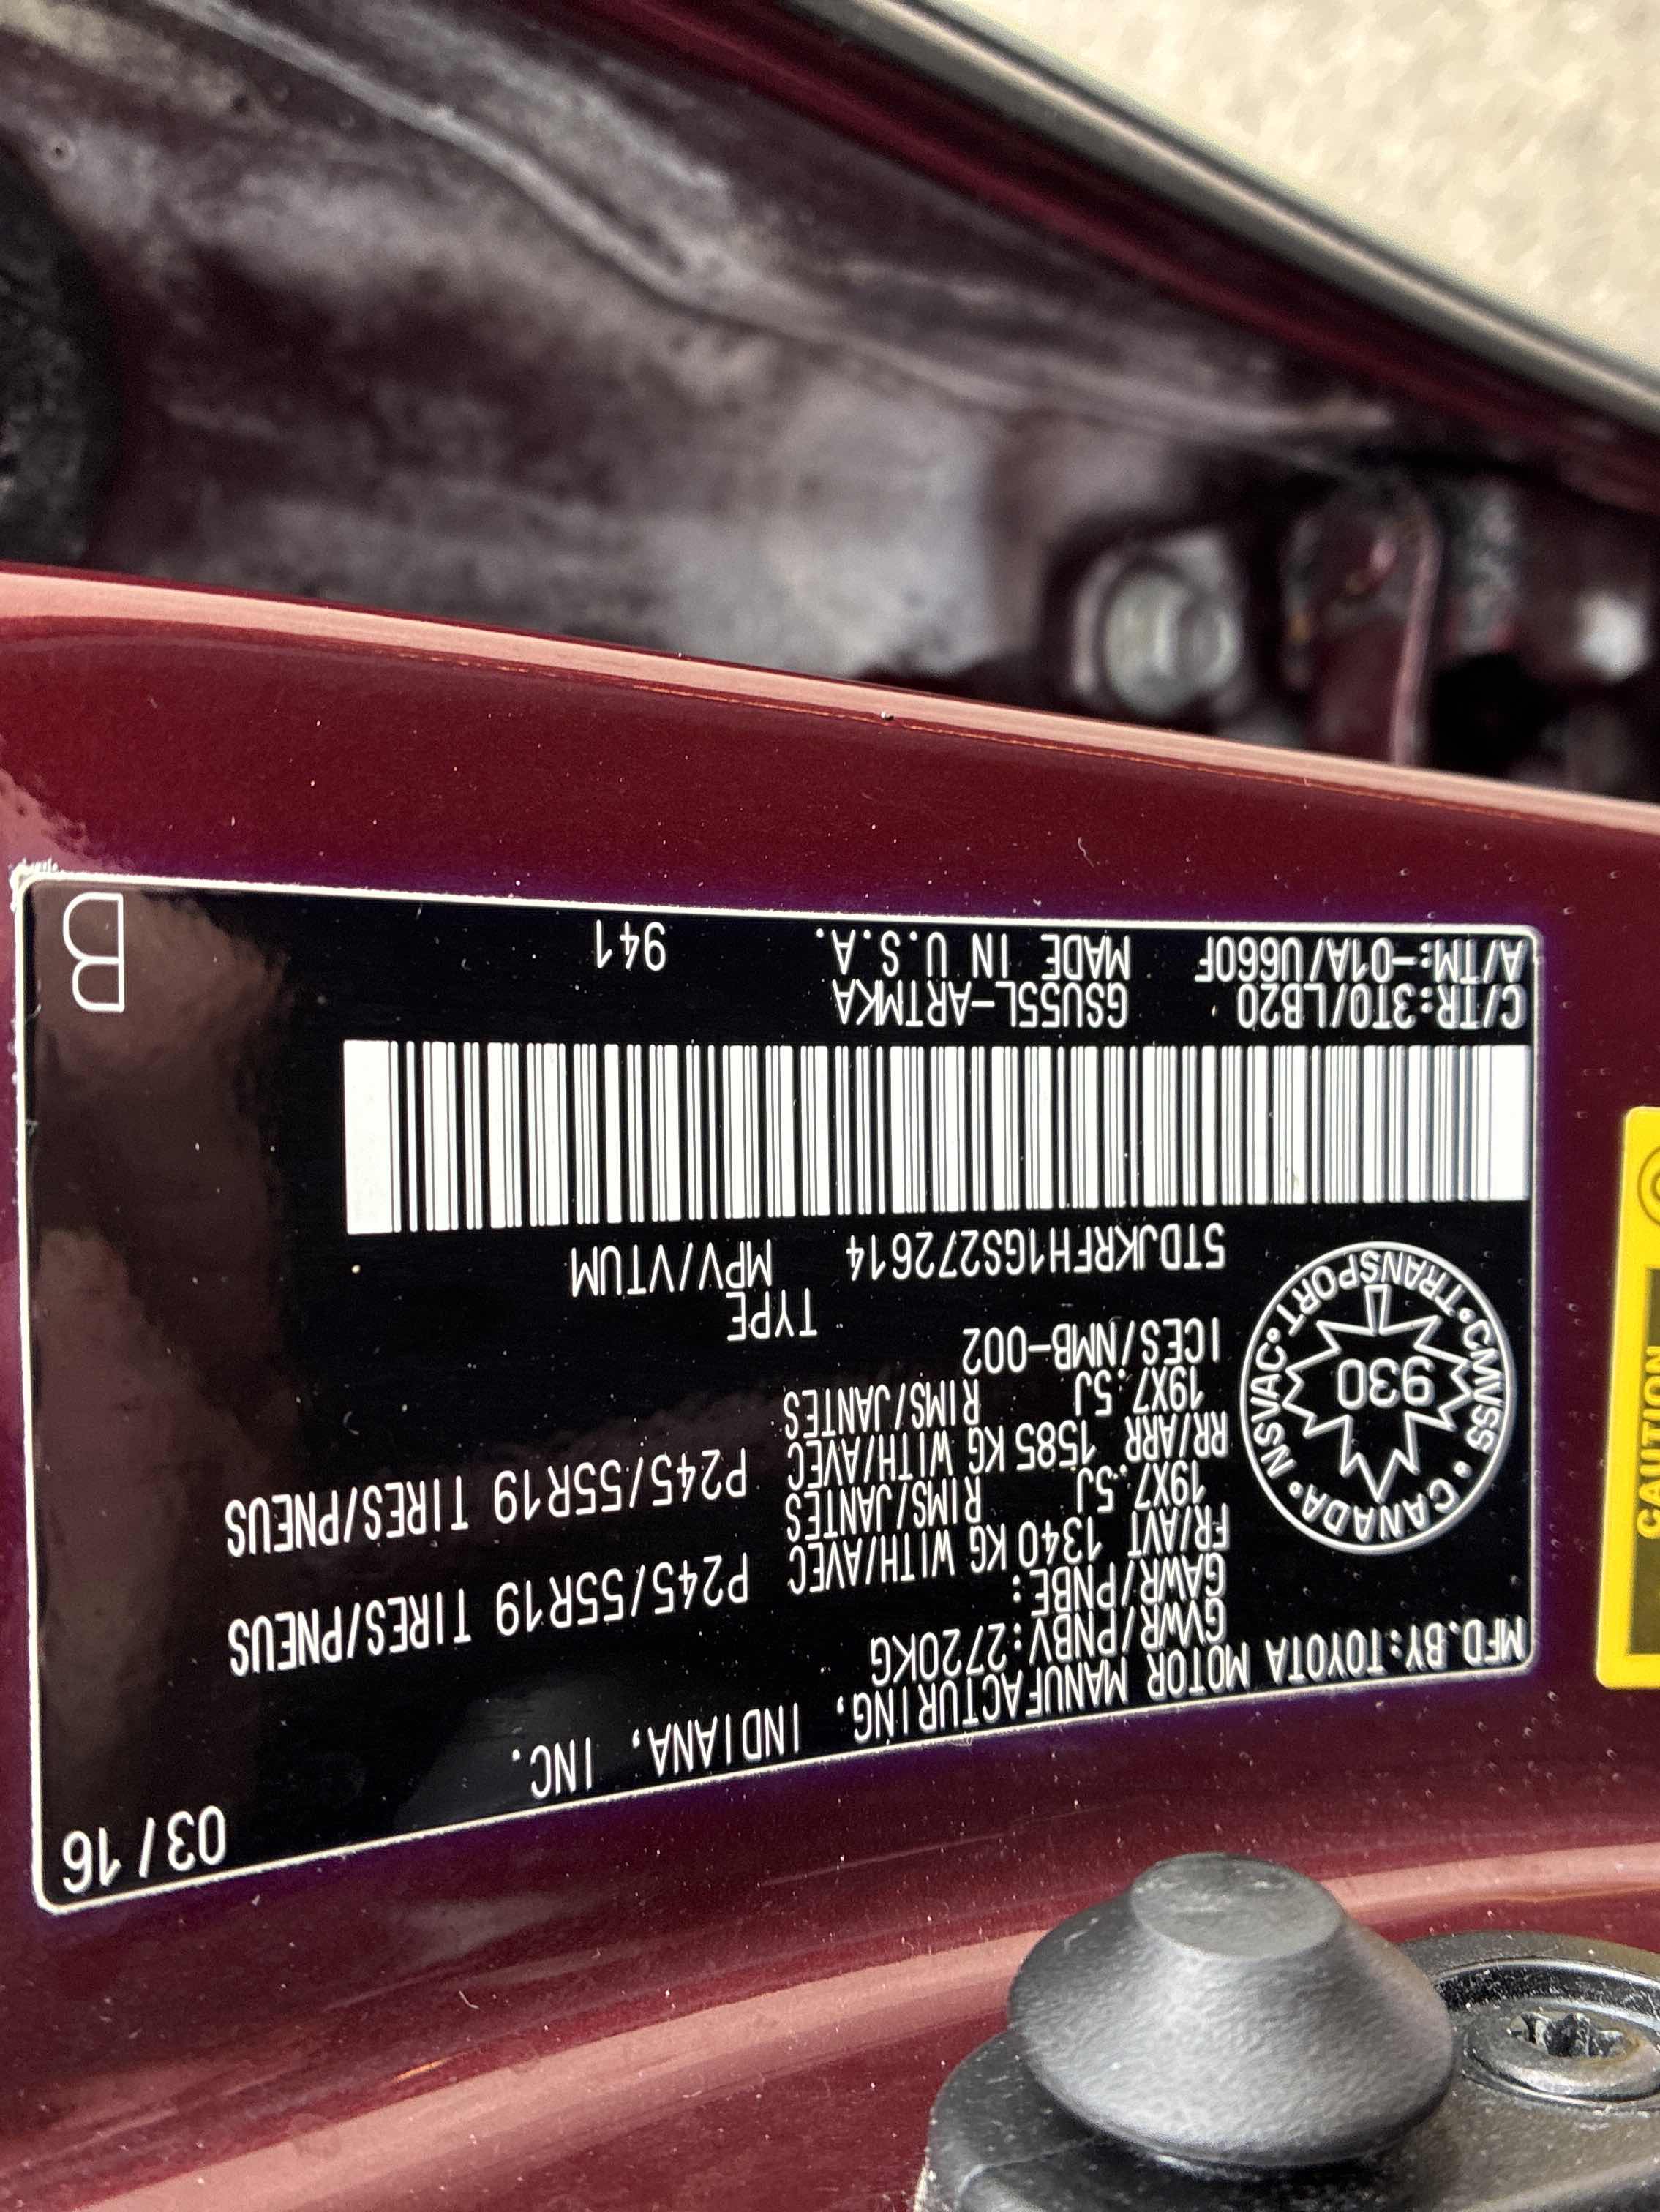 03/16
MFD.BY:TOYOTA MOTOR MANUFACTURING, INDIANA, INC.
GVWR/PNBV:2720KG
GAWR/PNBE:
FR/AVT 1340 KG WITH/AVEC P245/55R19 TIRES/PNEUS
19X7.5J RIMS/JANTES
RR/ARR 1585 KG WITH/AVEC P245/55R19 TIRES/PNEUS
19X7.5J RIMS/JANTES
ICES/NMB-002
CANADA • NSVAC • TRANSPORT • CMVSS •
930
TYPE
5TDJKRFH1GS272614 MPV/VTUM
C/TR:3T0/LB20 GSU55L-ARTMKA
A/TM:-01A/U660F MADE IN U.S.A. 941
B
CAUTION